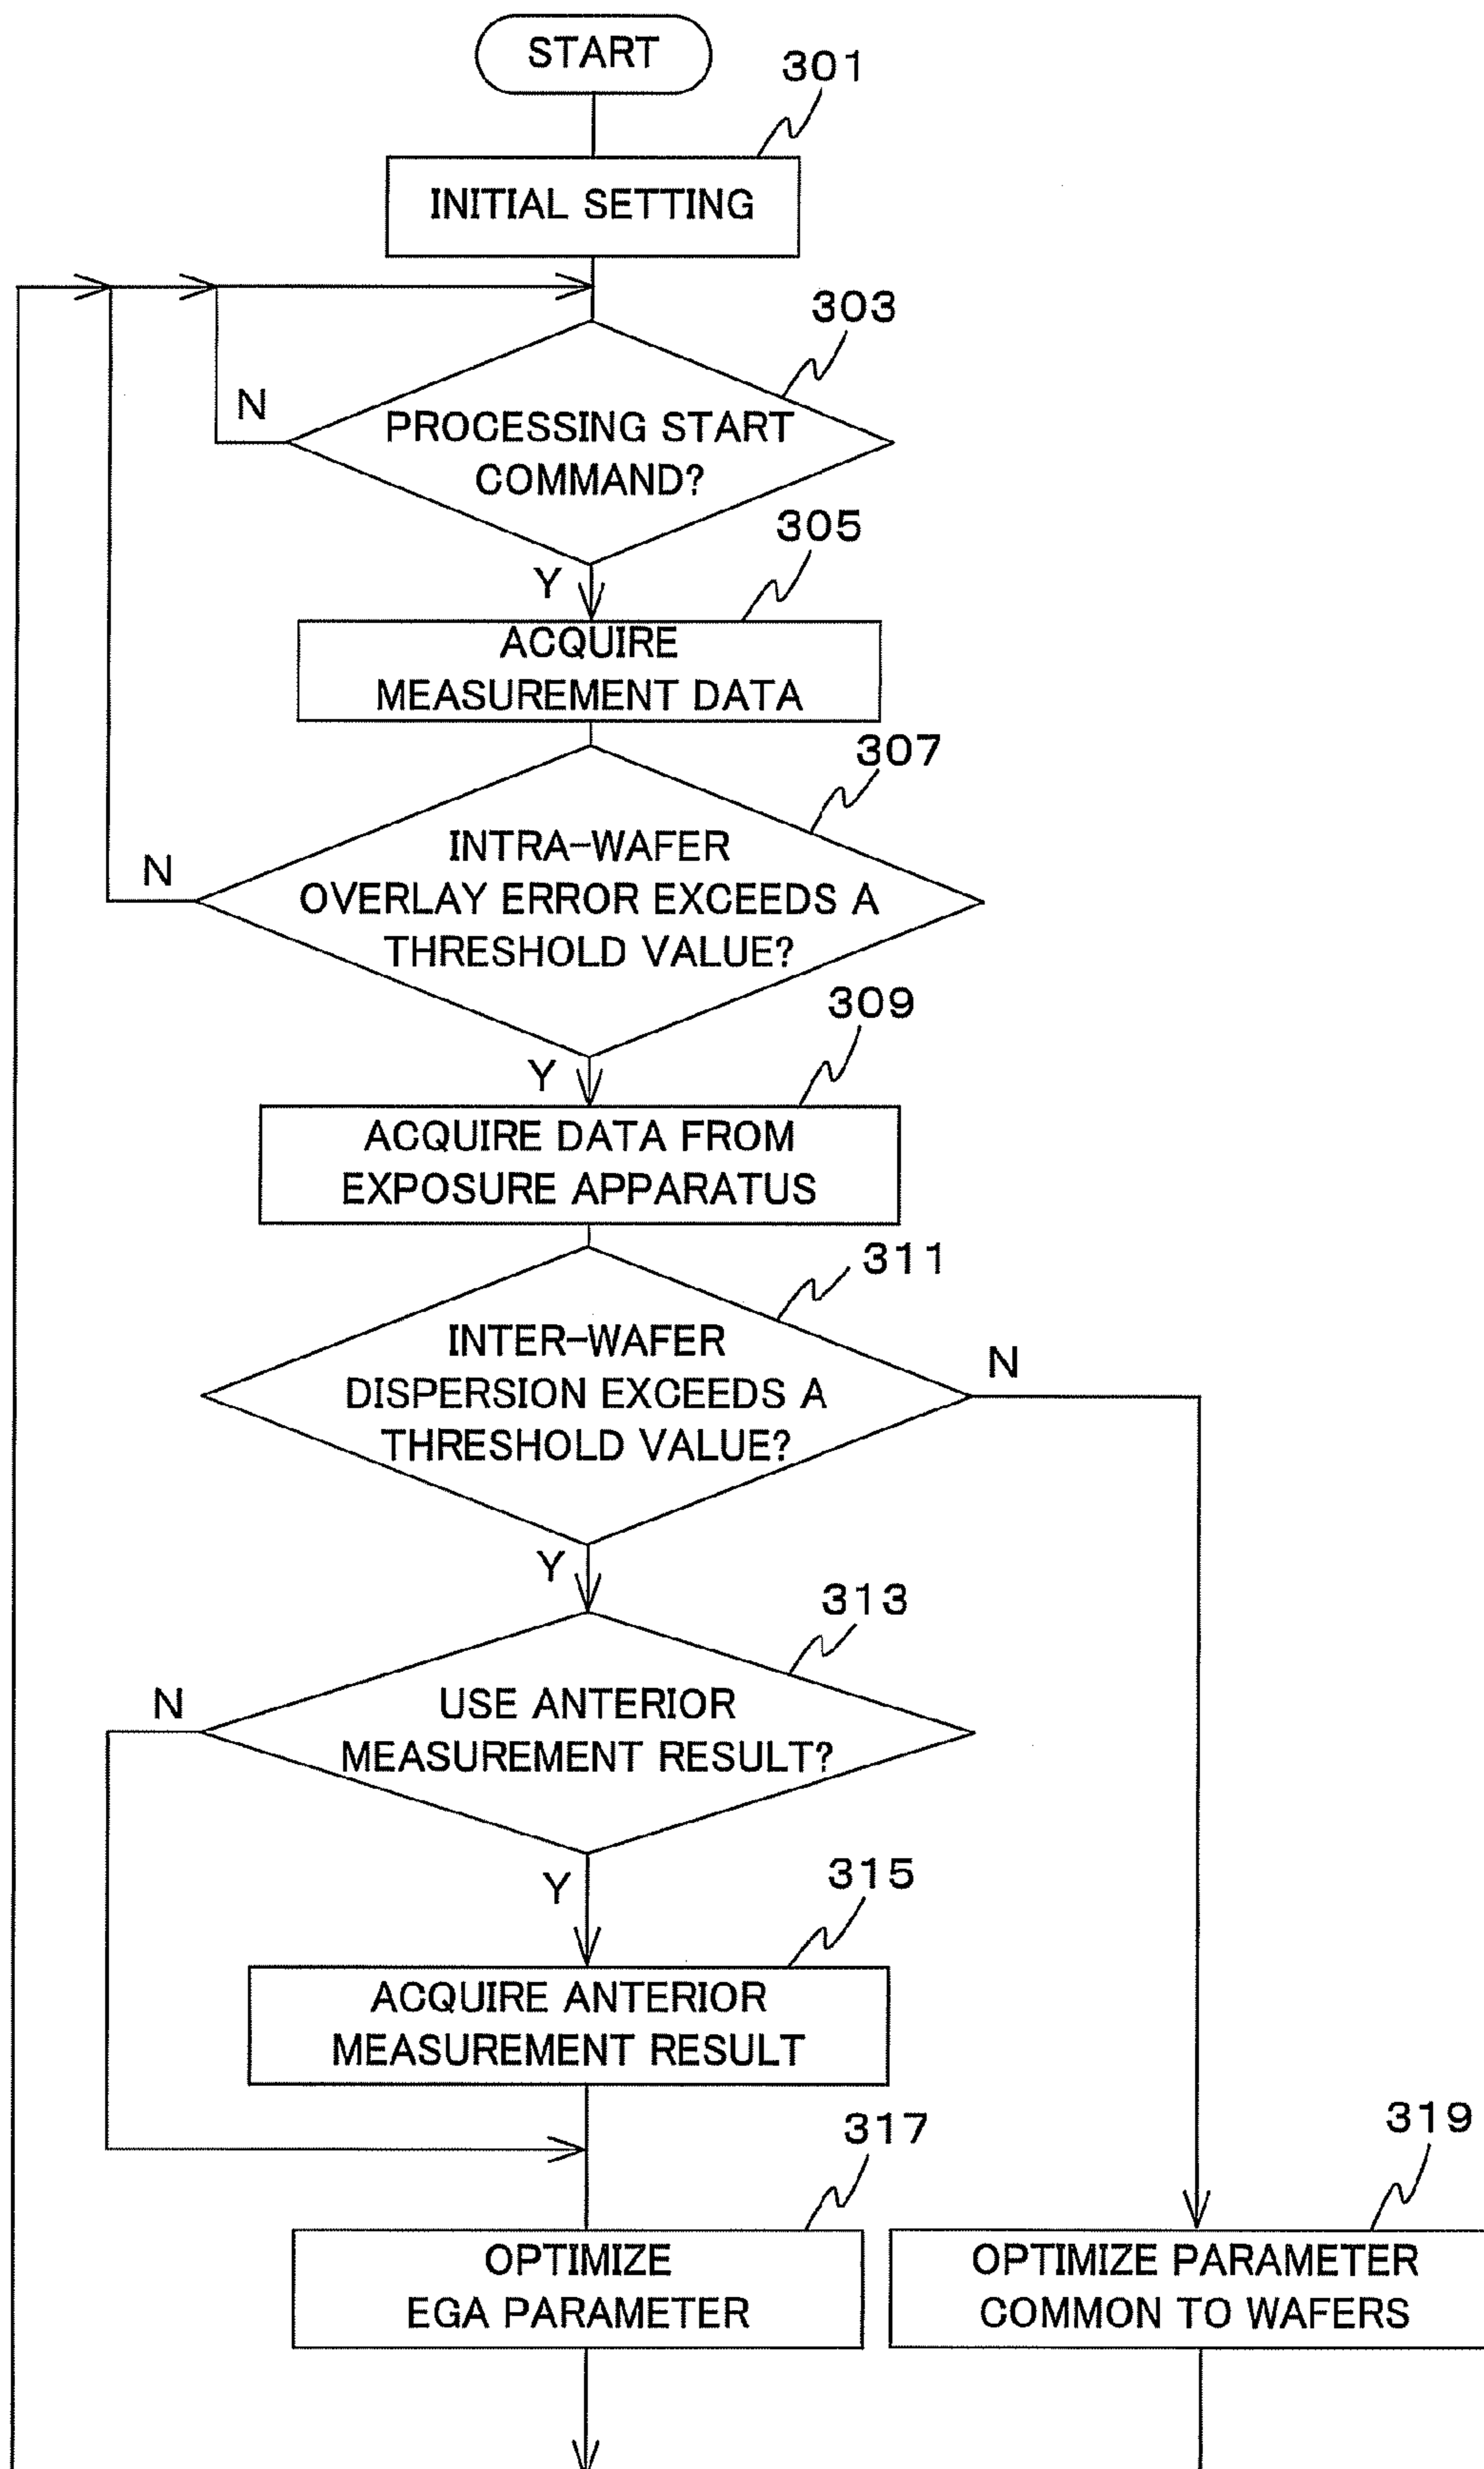 START
301
INITIAL SETTING
303
N
PROCESSING START
COMMAND?
305
Y
ACQUIRE
MEASUREMENT DATA
307
INTRA-WAFER
N
OVERLAY ERROR EXCEEDS A
THRESHOLD VALUE?
309
Y
ACQUIRE DATA FROM
EXPOSURE APPARATUS
311
INTER-WAFER
N
DISPERSION EXCEEDS A
THRESHOLD VALUE?
Y
313
N
USE ANTERIOR
MEASUREMENT RESULT?
315
Y
ACQUIRE ANTERIOR
MEASUREMENT RESULT
317
319
OPTIMIZE
EGA PARAMETER
OPTIMIZE PARAMETER
COMMON TO WAFERS